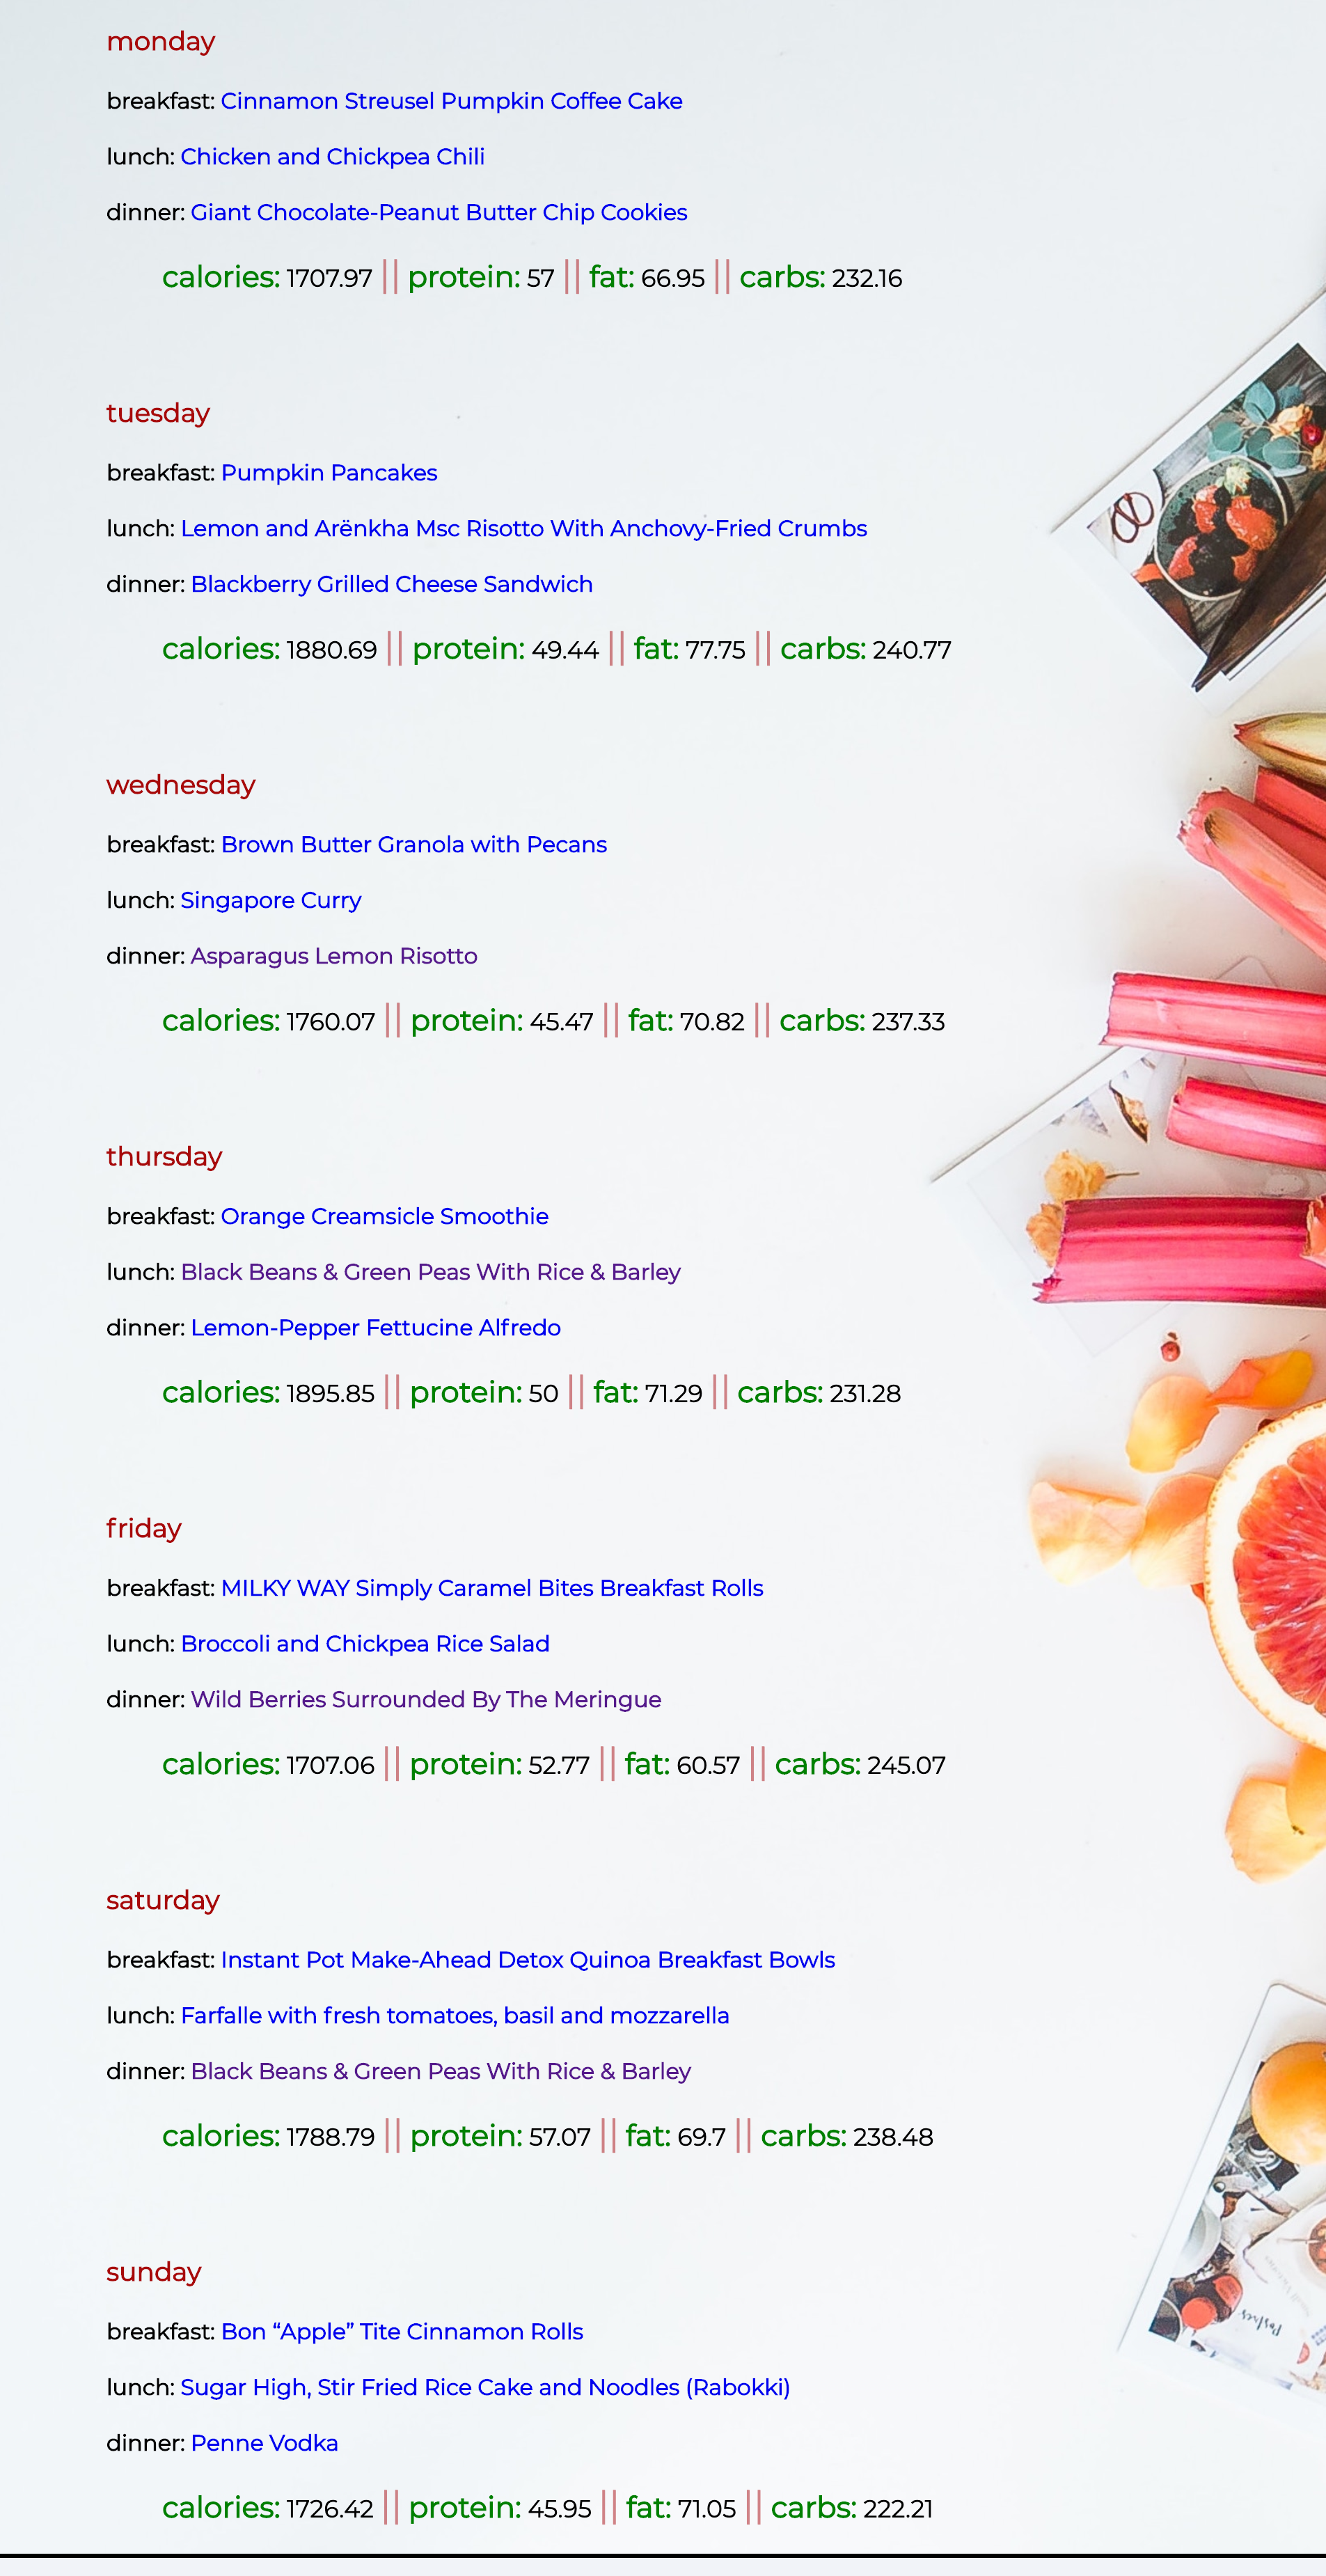 monday
breakfast: Cinnamon Streusel Pumpkin Coffee Cake
lunch: Chicken and Chickpea Chili
dinner: Giant Chocolate-Peanut Butter Chip Cookies
calories: 1707.97 || protein: 57 || fat: 66.95 || carbs: 232.16
tuesday
breakfast: Pumpkin Pancakes
lunch: Lemon and Arënkha Msc Risotto With Anchovy-Fried Crumbs
dinner: Blackberry Grilled Cheese Sandwich
calories: 1880.69 || protein: 49.44 || fat: 77.75 || carbs: 240.77
wednesday
breakfast: Brown Butter Granola with Pecans
lunch: Singapore Curry
dinner: Asparagus Lemon Risotto
calories: 1760.07 || protein: 45.47 || fat: 70.82 || carbs: 237.33
thursday
breakfast: Orange Creamsicle Smoothie
lunch: Black Beans & Green Peas With Rice & Barley
dinner: Lemon-Pepper Fettucine Alfredo
calories: 1895.85 || protein: 50 || fat: 71.29 || carbs: 231.28
friday
breakfast: MILKY WAY Simply Caramel Bites Breakfast Rolls
lunch: Broccoli and Chickpea Rice Salad
dinner: Wild Berries Surrounded By The Meringue
calories: 1707.06 || protein: 52.77 || fat: 60.57 || carbs: 245.07
saturday
breakfast: Instant Pot Make-Ahead Detox Quinoa Breakfast Bowls
lunch: Farfalle with fresh tomatoes, basil and mozzarella
dinner: Black Beans & Green Peas With Rice & Barley
calories: 1788.79 || protein: 57.07 || fat: 69.7 || carbs: 238.48
sunday
breakfast: Bon “Apple” Tite Cinnamon Rolls
lunch: Sugar High, Stir Fried Rice Cake and Noodles (Rabokki)
dinner: Penne Vodka
calories: 1726.42 || protein: 45.95 || fat: 71.05 || carbs: 222.21